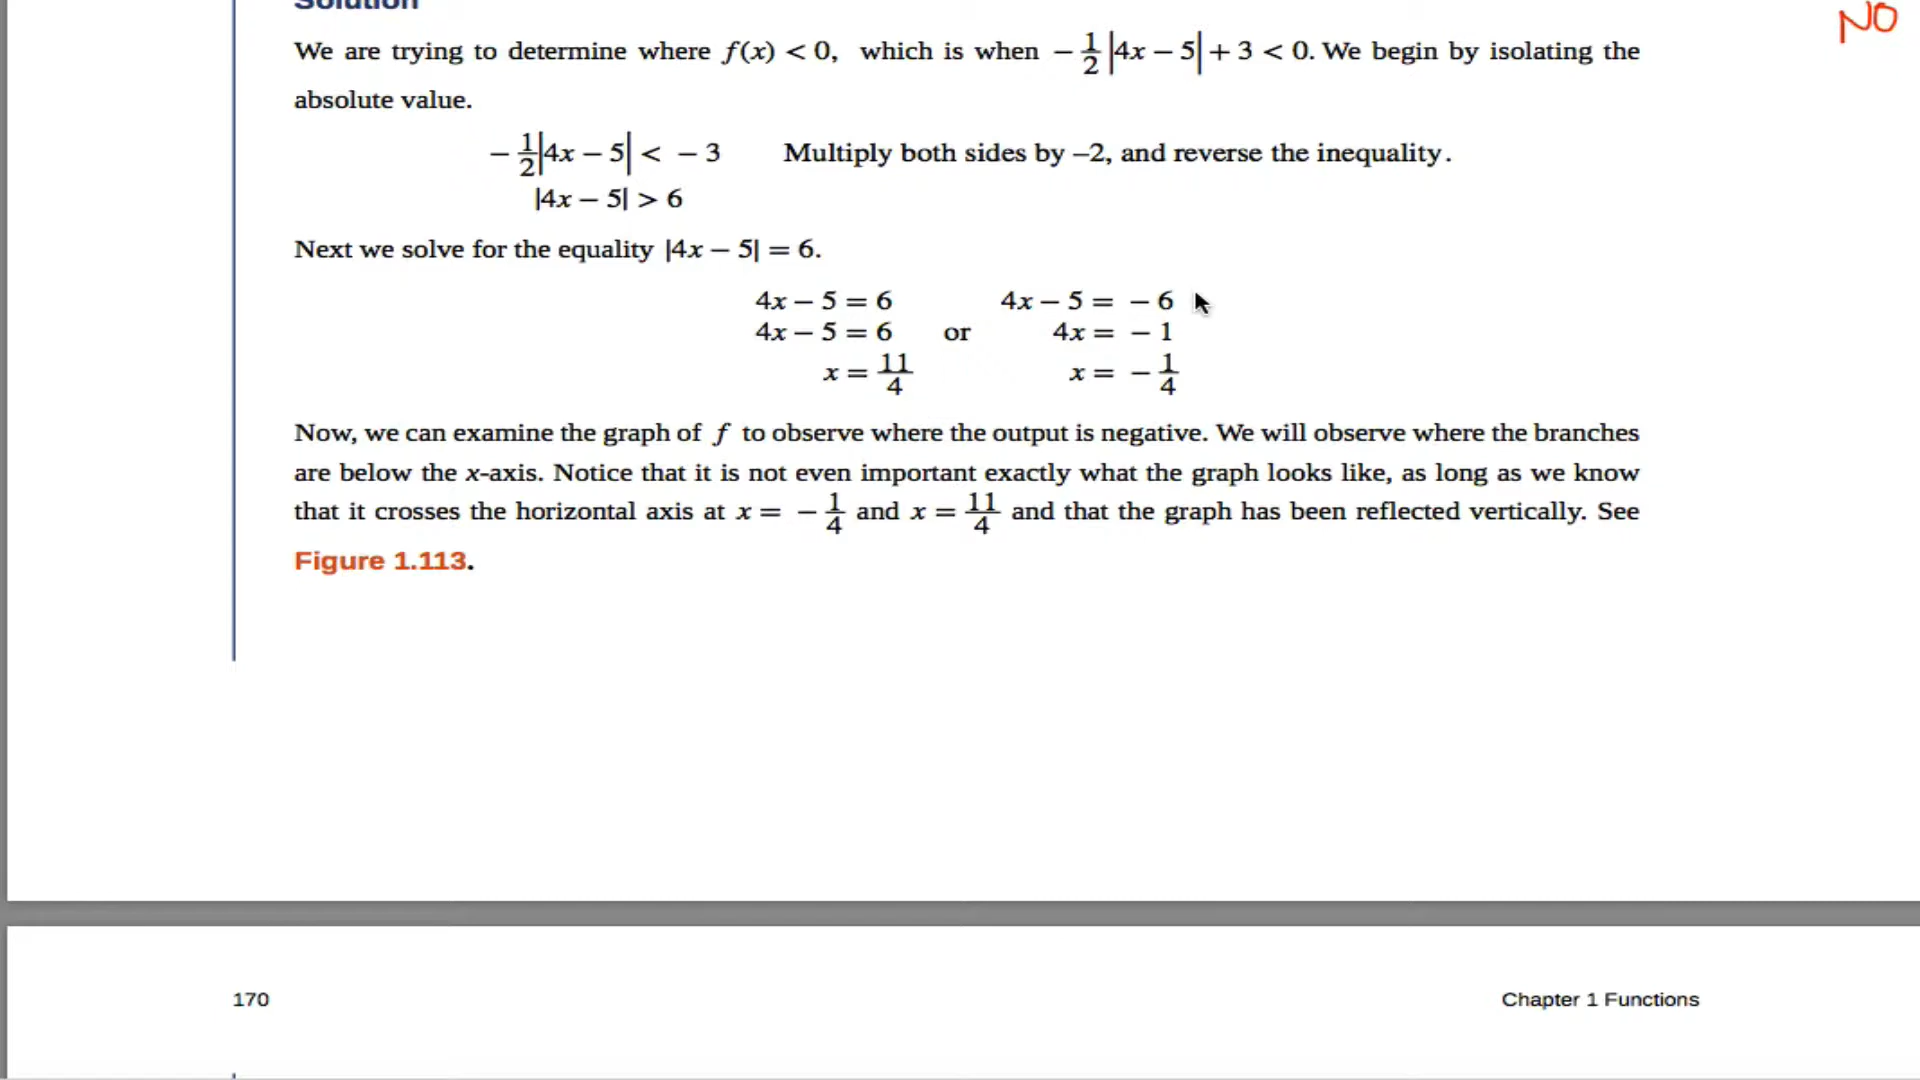 Solution
NO
We are trying to determine where f(x) < 0, which is when − 1/2 |4x − 5| + 3 < 0. We begin by isolating the
absolute value.
− 1/2 |4x − 5| < − 3 Multiply both sides by –2, and reverse the inequality.
|4x − 5| > 6
Next we solve for the equality |4x − 5| = 6.
4x − 5 = 6 4x − 5 = − 6
4x − 5 = 6 or 4x = − 1
x = 11/4 x = − 1/4
Now, we can examine the graph of f to observe where the output is negative. We will observe where the branches
are below the x-axis. Notice that it is not even important exactly what the graph looks like, as long as we know
that it crosses the horizontal axis at x = − 1/4 and x = 11/4 and that the graph has been reflected vertically. See
Figure 1.113.
170 Chapter 1 Functions